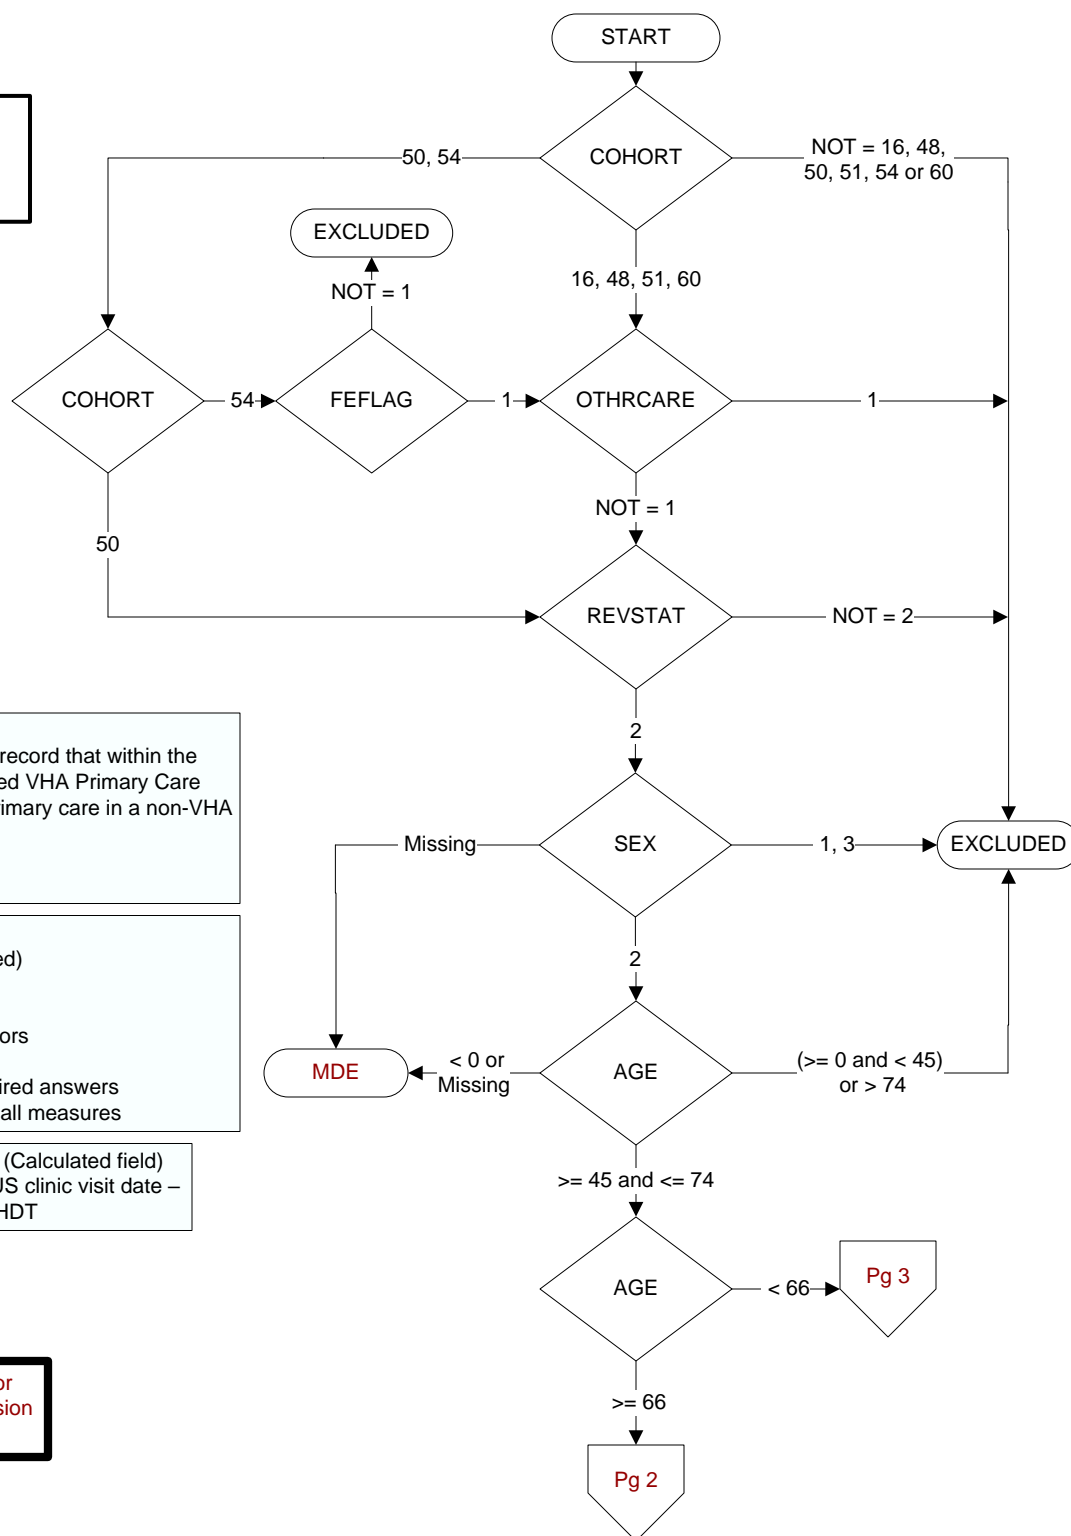 START
COHORT
50, 54
NOT = 16, 48,
50, 51, 54 or 60
EXCLUDED
NOT = 1
16, 48, 51, 60
COHORT
54
FEFLAG
1
OTHRCARE
1
NOT = 1
50
REVSTAT
NOT = 2
2
record that within the
ed VHA Primary Care
rimary care in a non-VHA
Missing
SEX
1, 3
EXCLUDED
2
ed)
ors
ired answers
all measures
MDE
< 0 or
Missing
AGE
(>= 0 and < 45)
or > 74
(Calculated field)
US clinic visit date –
HDT
>= 45 and <= 74
AGE
< 66
Pg 3
or
sion
>= 66
Pg 2